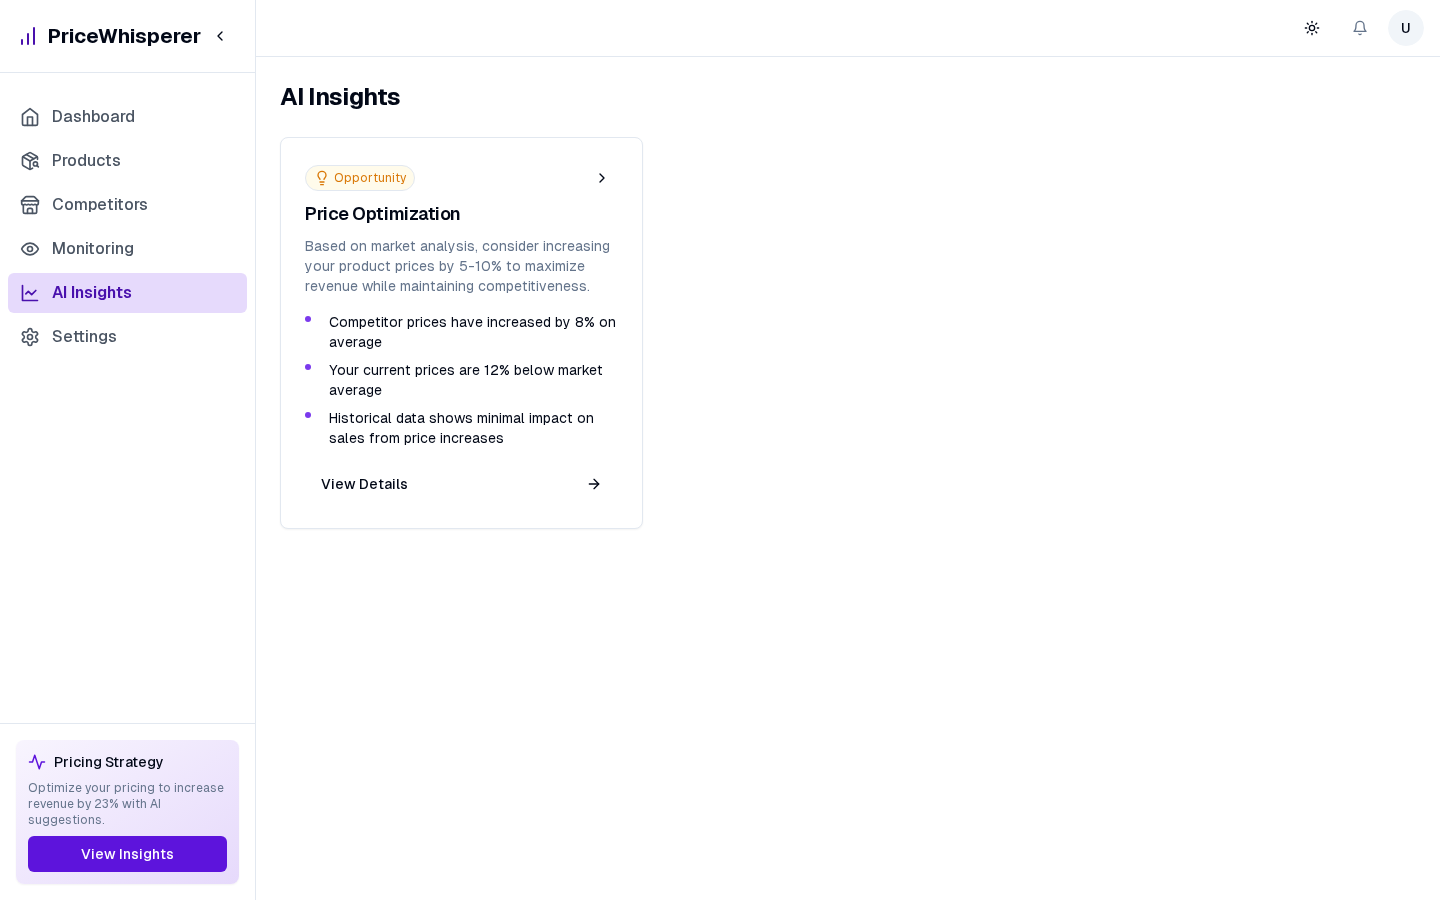 PriceWhisperer
U
Dashboard
Products
Competitors
Monitoring
AI Insights
Settings
AI Insights
Opportunity
Price Optimization
Based on market analysis, consider increasing
your product prices by 5-10% to maximize
revenue while maintaining competitiveness.
Competitor prices have increased by 8% on
average
Your current prices are 12% below market
average
Historical data shows minimal impact on
sales from price increases
View Details
Pricing Strategy
Optimize your pricing to increase
revenue by 23% with AI
suggestions.
View Insights